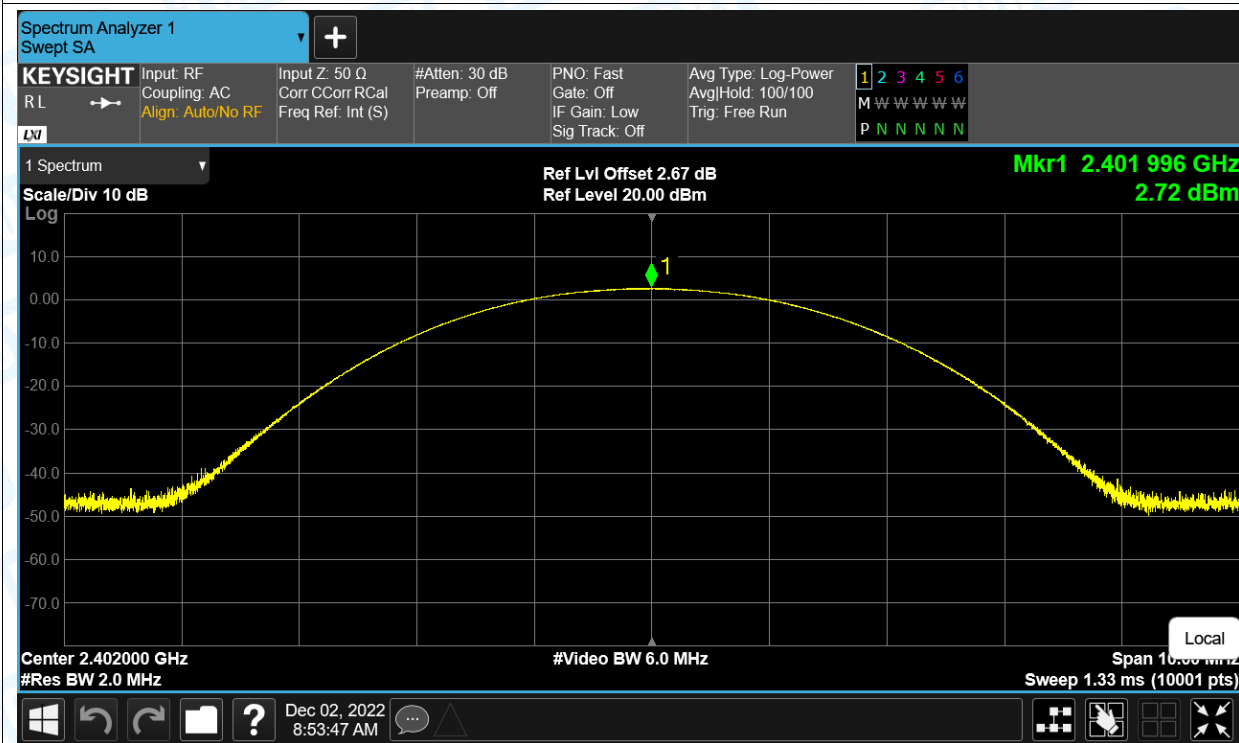 Spectrum Analyzer 1
Swept SA
KEYSIGHT
R L
LXI
Input: RF
Coupling: AC
Align: Auto/No RF
Input Z: 50 Ω
Corr CCorr RCal
Freq Ref: Int (S)
#Atten: 30 dB
Preamp: Off
PNO: Fast
Gate: Off
IF Gain: Low
Sig Track: Off
Avg Type: Log-Power
Avg|Hold: 100/100
Trig: Free Run
1 2 3 4 5 6
M W W W W W
P N N N N N
1 Spectrum
Scale/Div 10 dB
Log
Ref Lvl Offset 2.67 dB
Ref Level 20.00 dBm
Mkr1 2.401 996 GHz
2.72 dBm
1
10.0
0.00
-10.0
-20.0
-30.0
-40.0
-50.0
-60.0
-70.0
Local
Center 2.402000 GHz
#Res BW 2.0 MHz
#Video BW 6.0 MHz
Span 10.00 MHz
Sweep 1.33 ms (10001 pts)
?
Dec 02, 2022
8:53:47 AM